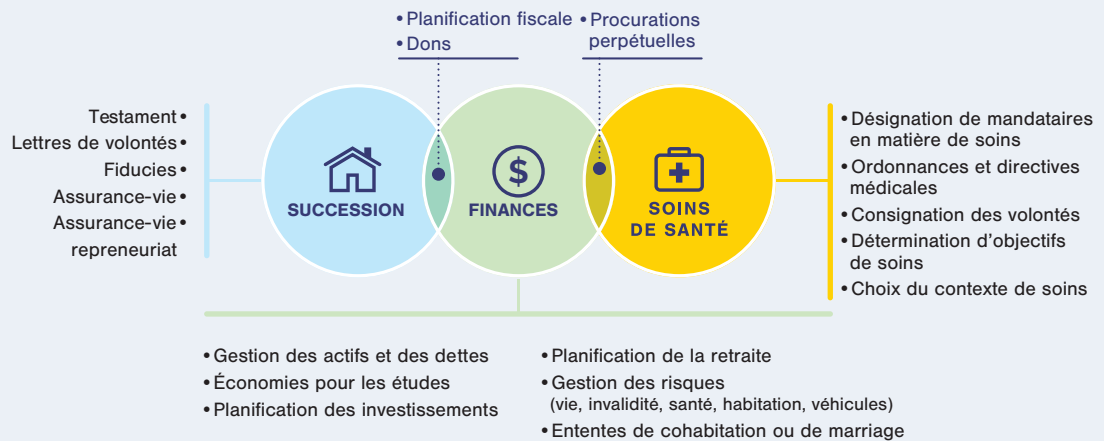 • Planification fiscale
• Dons
• Procurations
perpétuelles
Testament •
Lettres de volontés •
Fiducies •
Assurance-vie •
Assurance-vie •
repreneuriat
SUCCESSION
$
FINANCES
SOINS
DE SANTÉ
• Désignation de mandataires
en matière de soins
• Ordonnances et directives
médicales
• Consignation des volontés
• Détermination d’objectifs
de soins
• Choix du contexte de soins
• Gestion des actifs et des dettes
• Économies pour les études
• Planification des investissements
• Planification de la retraite
• Gestion des risques
(vie, invalidité, santé, habitation, véhicules)
• Ententes de cohabitation ou de marriage